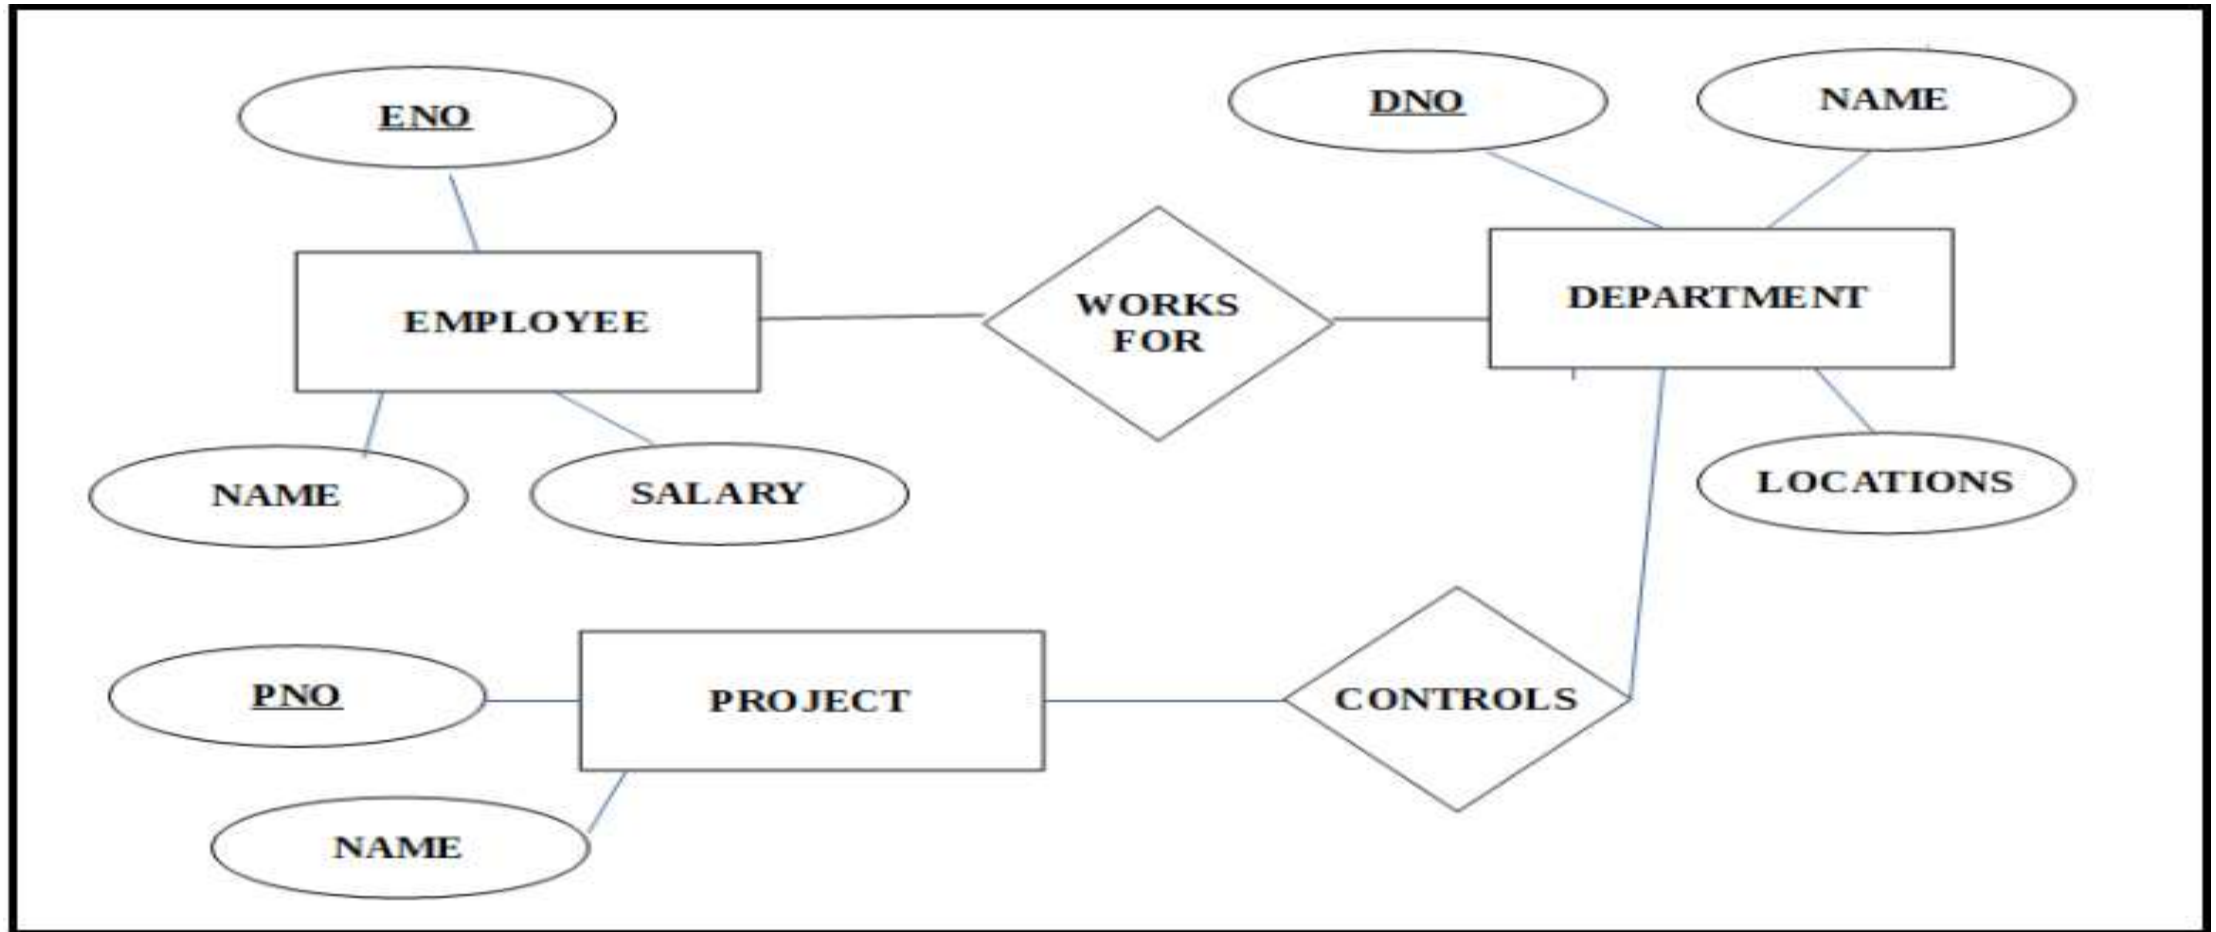 ENO
DNO
NAME
EMPLOYEE
WORKS
FOR
DEPARTMENT
NAME
SALARY
LOCATIONS
PNO
PROJECT
CONTROLS
NAME